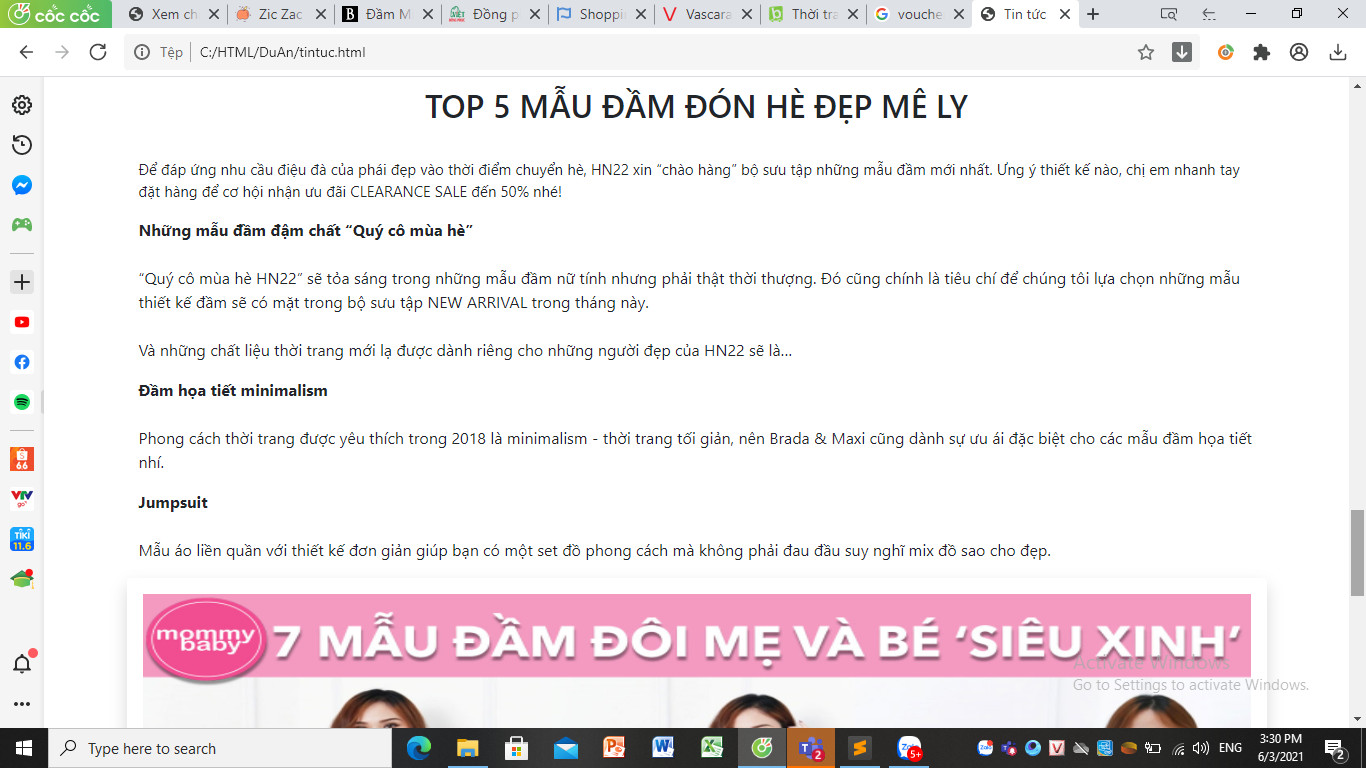 cốc cốc
Xem ch
Zic Zac
Đầm M
Đồng p
Shoppi
Vascara
Thời tra
vouche
Tin tức
Tệp
C:/HTML/DuAn/tintuc.html
TOP 5 MẪU ĐẦM ĐÓN HÈ ĐẸP MÊ LY
Để đáp ứng nhu cầu điệu đà của phái đẹp vào thời điểm chuyển hè, HN22 xin “chào hàng” bộ sưu tập những mẫu đầm mới nhất. Ưng ý thiết kế nào, chị em nhanh tay
đặt hàng để cơ hội nhận ưu đãi CLEARANCE SALE đến 50% nhé!
Những mẫu đầm đậm chất “Quý cô mùa hè”
“Quý cô mùa hè HN22” sẽ tỏa sáng trong những mẫu đầm nữ tính nhưng phải thật thời thượng. Đó cũng chính là tiêu chí để chúng tôi lựa chọn những mẫu
thiết kế đầm sẽ có mặt trong bộ sưu tập NEW ARRIVAL trong tháng này.
Và những chất liệu thời trang mới lạ được dành riêng cho những người đẹp của HN22 sẽ là...
Đầm họa tiết minimalism
Phong cách thời trang được yêu thích trong 2018 là minimalism - thời trang tối giản, nên Brada & Maxi cũng dành sự ưu ái đặc biệt cho các mẫu đầm họa tiết
nhí.
Jumpsuit
Mẫu áo liền quần với thiết kế đơn giản giúp bạn có một set đồ phong cách mà không phải đau đầu suy nghĩ mix đồ sao cho đẹp.
mommy
baby
7 MẪU ĐẦM ĐÔI MẸ VÀ BÉ ‘SIÊU XINH’
Activate Windows
Go to Settings to activate Windows.
Type here to search
ENG
3:30 PM
6/3/2021